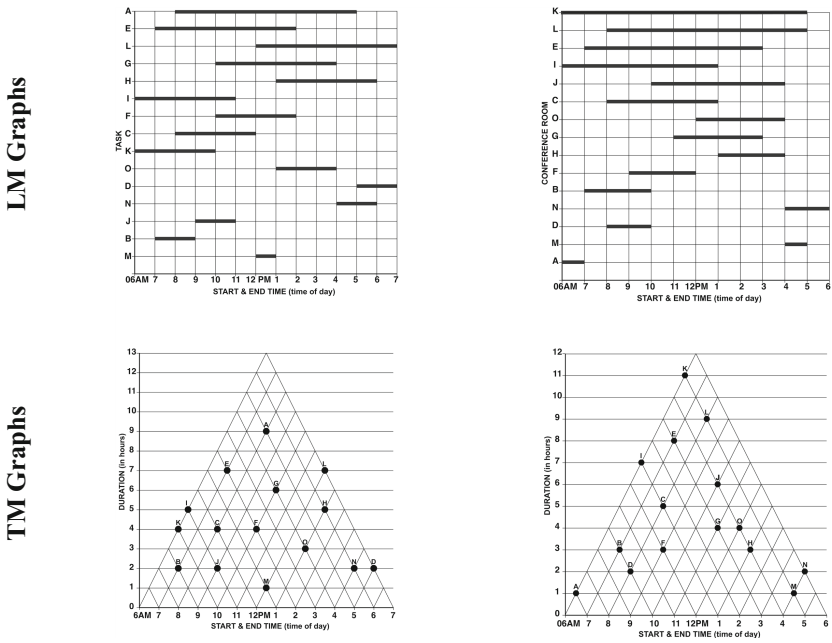 LM Graphs
TASK
A
E
L
G
H
I
F
C
K
O
D
N
J
B
M
06AM 7 8 9 10 11 12 PM 1 2 3 4 5 6 7
START & END TIME (time of day)
CONFERENCE ROOM
K
L
E
I
J
C
O
G
H
F
B
N
D
M
A
06AM 7 8 9 10 11 12PM 1 2 3 4 5 6
START & END TIME (time of day)
TM Graphs
DURATION (in hours)
13
12
11
10
9
8
7
6
5
4
3
2
1
0
A
E L
G
I H
K C F
O
B J N D
M
6AM 7 8 9 10 11 12PM 1 2 3 4 5 6 7
START & END TIME (time of day)
DURATION (in hours)
12
11
10
9
8
7
6
5
4
3
2
1
0
K
L
E
I
J
C
G O
B F H
D N
A M
06AM 7 8 9 10 11 12PM 1 2 3 4 5 6
START & END TIME (time of day)